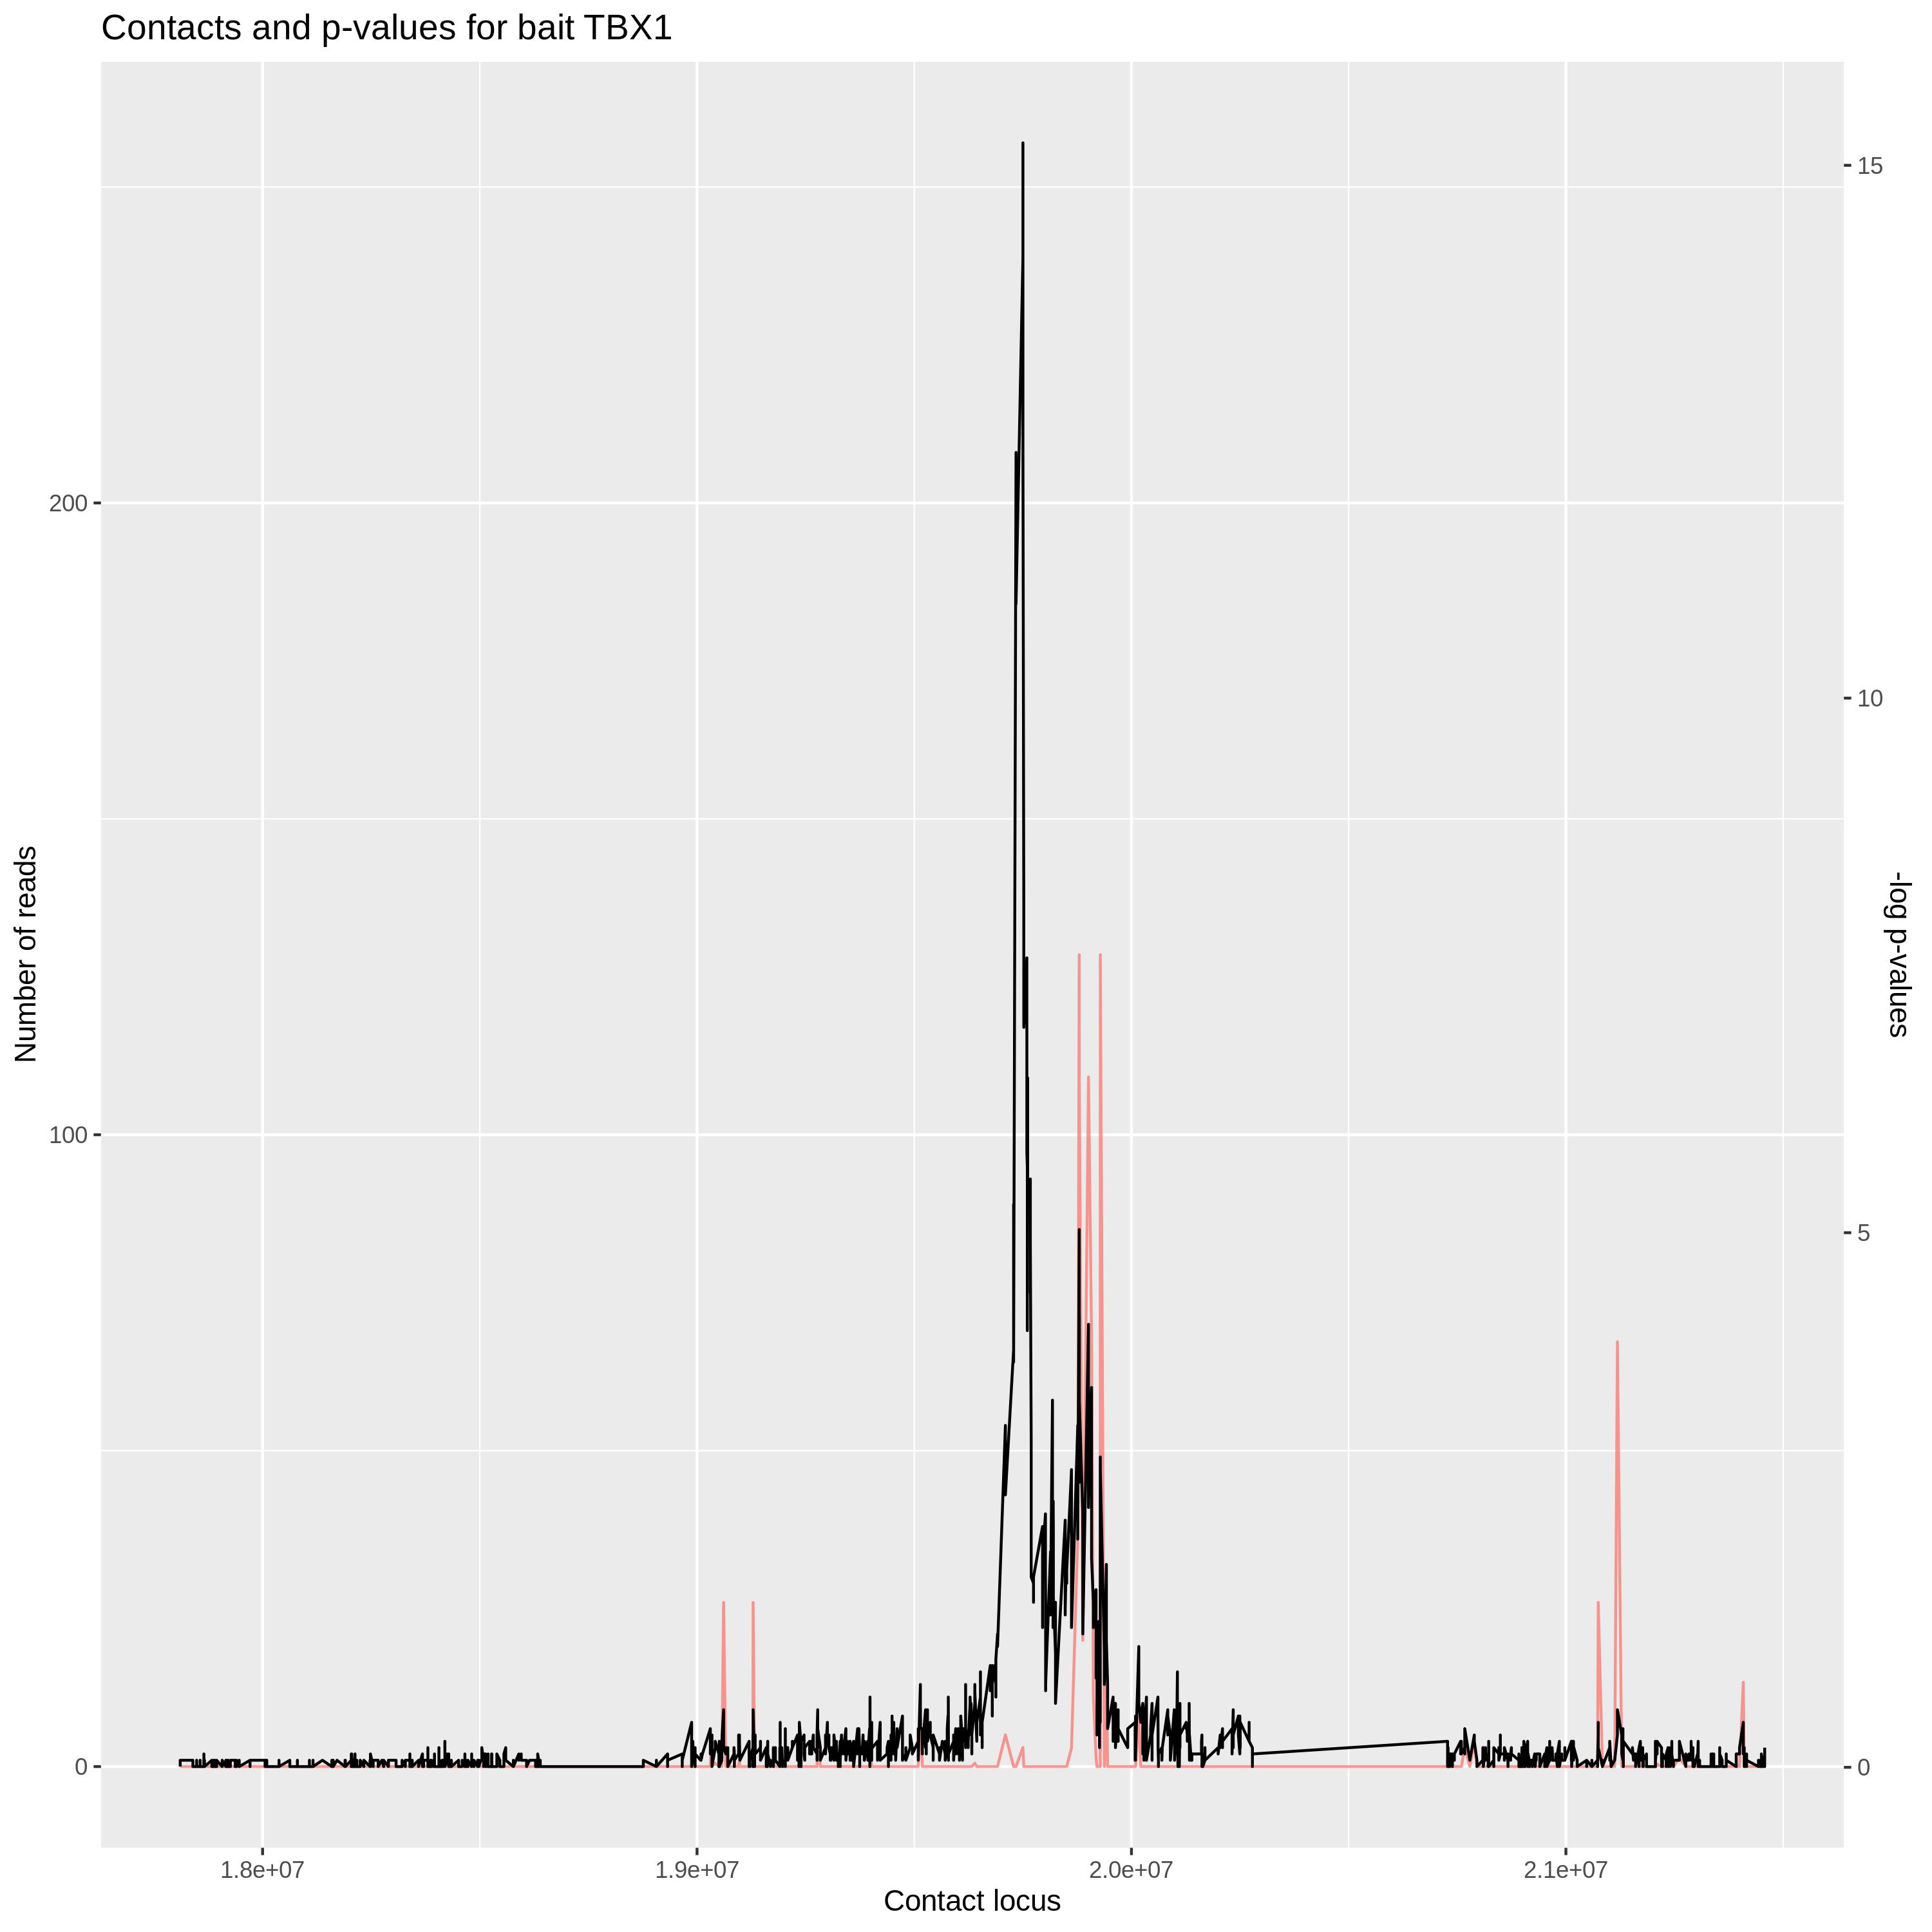 Contacts and p-values for bait TBX1
Number of reads
200
100
0
15
10
5
0
-log p-values
1.8e+07
1.9e+07
2.0e+07
2.1e+07
Contact locus